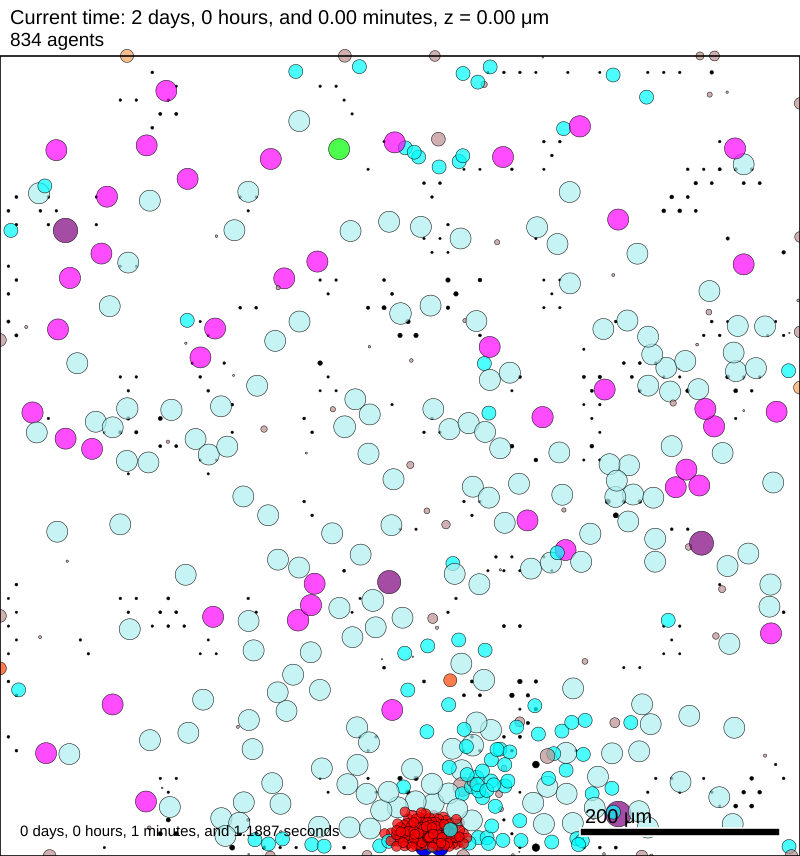 Current time: 2 days, 0 hours, and 0.00 minutes, z = 0.00 μm
834 agents
200 μm
0 days, 0 hours, 1 minutes, and 1.1887 seconds